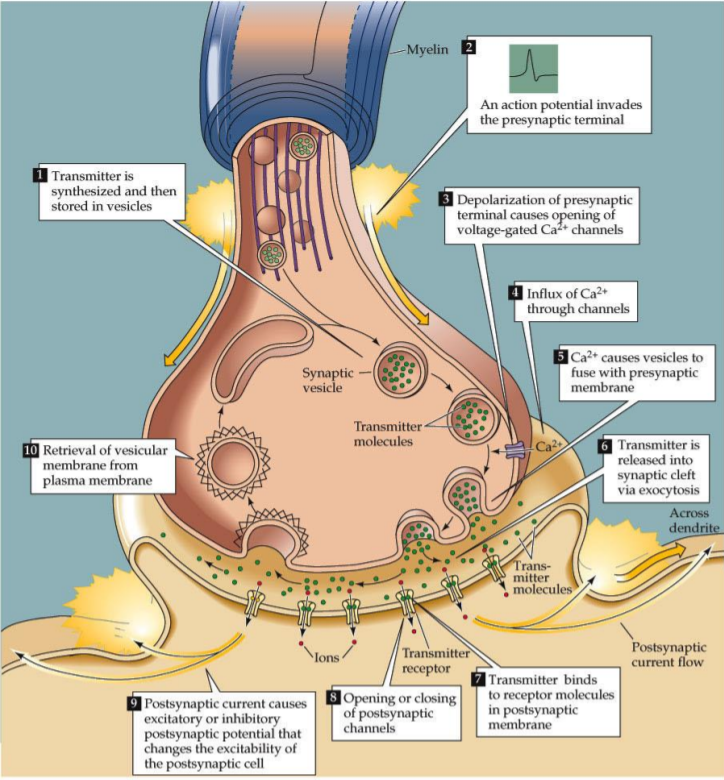 Myelin
2
An action potential invades
the presynaptic terminal
1 Transmitter is
synthesized and then
stored in vesicles
3 Depolarization of presynaptic
terminal causes opening of
voltage-gated Ca2+ channels
4 Influx of Ca2+
through channels
5 Ca2+ causes vesicles to
fuse with presynaptic
membrane
Synaptic
vesicle
Transmitter
molecules
Ca2+
6 Transmitter is
released into
synaptic cleft
via exocytosis
10 Retrieval of vesicular
membrane from
plasma membrane
Across
dendrite
Trans-
mitter
molecules
Ions
Transmitter
receptor
Postsynaptic
current flow
7 Transmitter binds
to receptor molecules
in postsynaptic
membrane
8 Opening or closing
of postsynaptic
channels
9 Postsynaptic current causes
excitatory or inhibitory
postsynaptic potential that
changes the excitability of
the postsynaptic cell